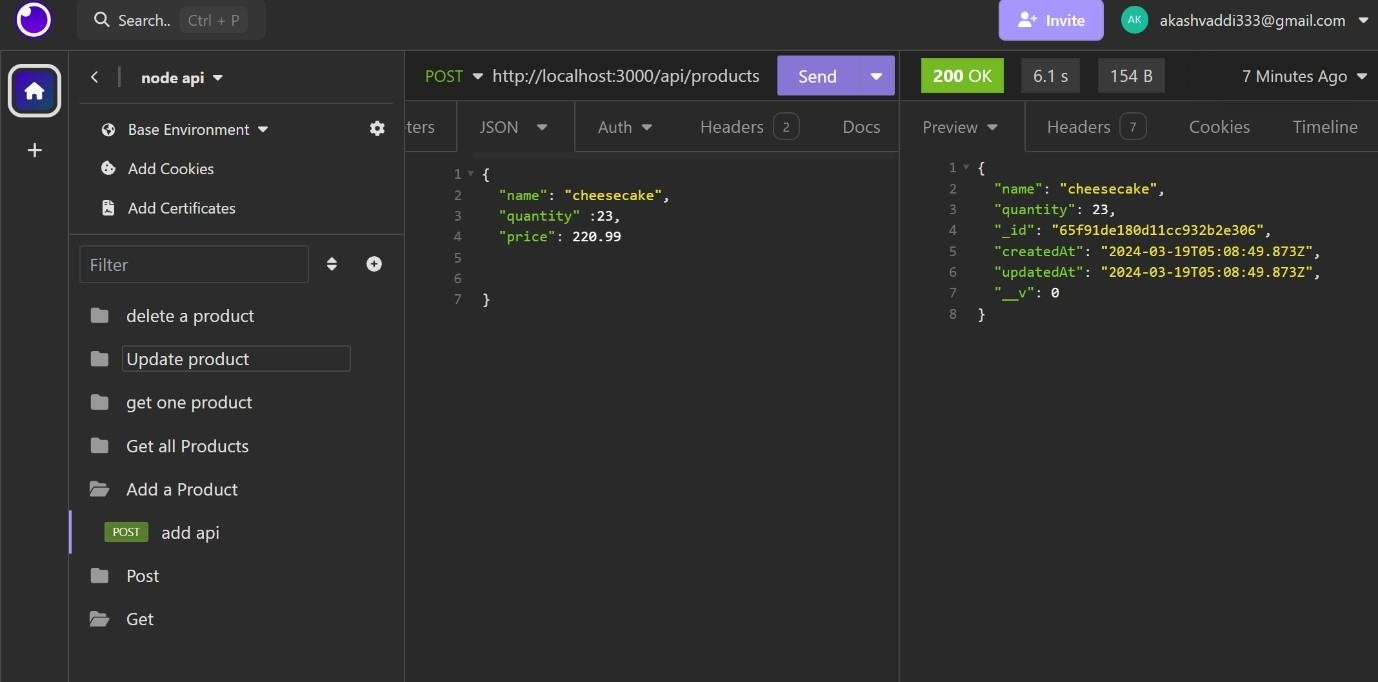 Search.. Ctrl + P
Invite
AK akashvaddi333@gmail.com
node api
Base Environment
Add Cookies
Add Certificates
Filter
delete a product
Update product
get one product
Get all Products
Add a Product
POST add api
Post
Get
POST http://localhost:3000/api/products Send
ters JSON Auth Headers 2 Docs
1 {
2 "name": "cheesecake",
3 "quantity" :23,
4 "price": 220.99
5
6
7 }
200 OK 6.1 s 154 B 7 Minutes Ago
Preview Headers 7 Cookies Timeline
1 {
2 "name": "cheesecake",
3 "quantity": 23,
4 "_id": "65f91de180d11cc932b2e306",
5 "createdAt": "2024-03-19T05:08:49.873Z",
6 "updatedAt": "2024-03-19T05:08:49.873Z",
7 "__v": 0
8 }